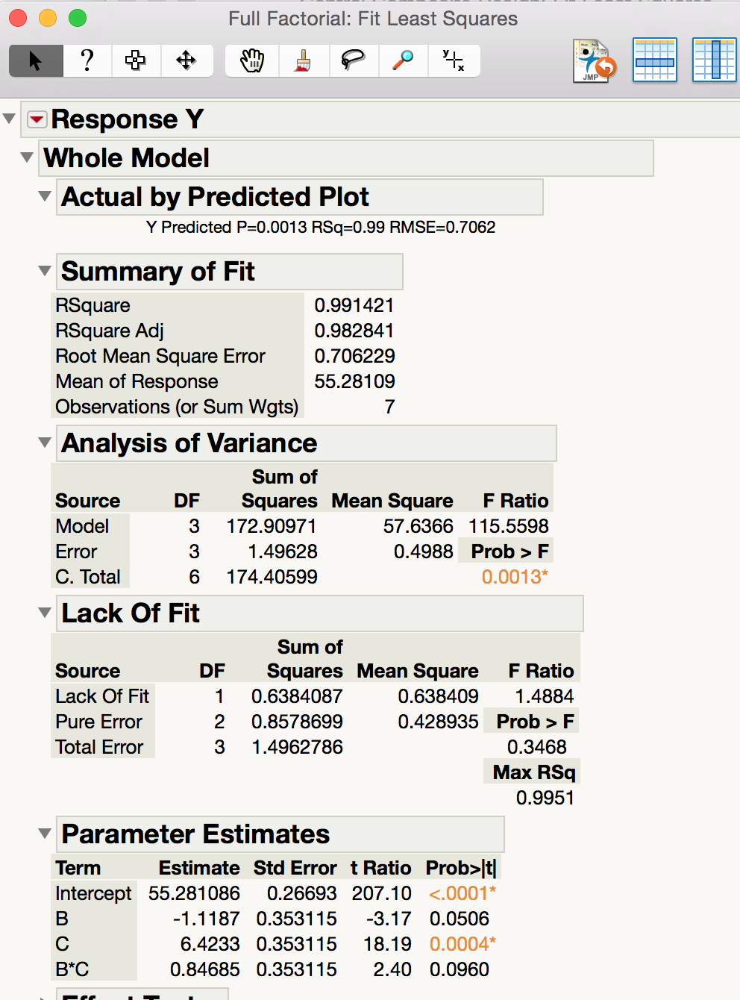 Full Factorial: Fit Least Squares
?
y
x
JMP
Response Y
Whole Model
Actual by Predicted Plot
Y Predicted P=0.0013 RSq=0.99 RMSE=0.7062
Summary of Fit
RSquare 0.991421
RSquare Adj 0.982841
Root Mean Square Error 0.706229
Mean of Response 55.28109
Observations (or Sum Wgts) 7
Analysis of Variance
Sum of
Source DF Squares Mean Square F Ratio
Model 3 172.90971 57.6366 115.5598
Error 3 1.49628 0.4988 Prob > F
C. Total 6 174.40599 0.0013*
Lack Of Fit
Sum of
Source DF Squares Mean Square F Ratio
Lack Of Fit 1 0.6384087 0.638409 1.4884
Pure Error 2 0.8578699 0.428935 Prob > F
Total Error 3 1.4962786 0.3468
Max RSq
0.9951
Parameter Estimates
Term Estimate Std Error t Ratio Prob>|t|
Intercept 55.281086 0.26693 207.10 <.0001*
B -1.1187 0.353115 -3.17 0.0506
C 6.4233 0.353115 18.19 0.0004*
B*C 0.84685 0.353115 2.40 0.0960